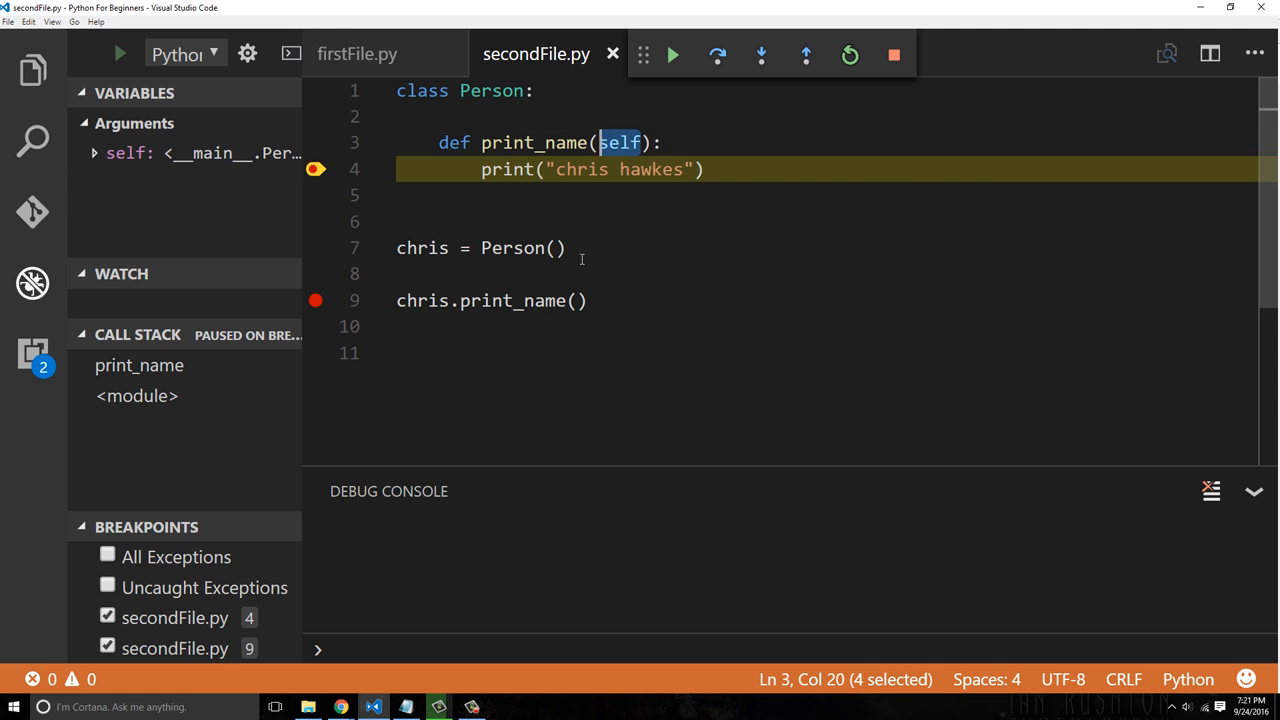 secondFile.py - Python For Beginners - Visual Studio Code
File Edit View Go Help
Pythor
firstFile.py
secondFile.py
VARIABLES
Arguments
self: <__main__.Per...
WATCH
CALL STACK PAUSED ON BRE...
print_name
<module>
BREAKPOINTS
All Exceptions
Uncaught Exceptions
secondFile.py 4
secondFile.py 9
1 class Person:
2
3 def print_name(self):
4 print("chris hawkes")
5
6
7 chris = Person()
8
9 chris.print_name()
10
11
DEBUG CONSOLE
2
0 0
Ln 3, Col 20 (4 selected) Spaces: 4 UTF-8 CRLF Python
I'm Cortana. Ask me anything.
7:21 PM
9/24/2016